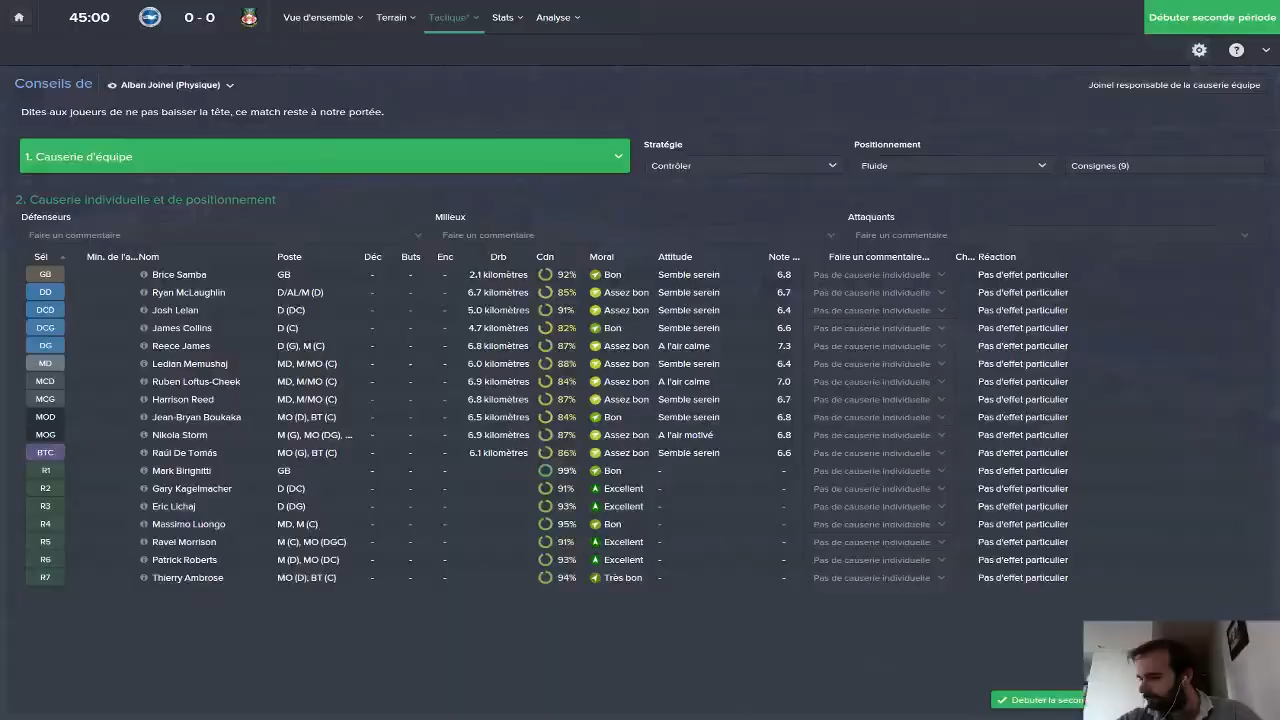 45:00 0 - 0 Vue d'ensemble Terrain Taclique* Stats Analyse Débuter seconde période
?
Conseils de Alban Joinel (Physique) Joinel responsable de la causerie équipe
Dites aux joueurs de ne pas baisser la tête, ce match reste à notre portée.
Stratégie Positionnement
1. Causerie d'équipe Contrôler Fluide Consignes (9)
2. Causerie individuelle et de positionnement
Défenseurs Milieux Attaquants
Faire un commentaire Faire un commentaire Faire un commentaire
Sél Min. de l'a... Nom Poste Déc Buts Enc Drb Cdn Moral Attitude Note ... Faire un commentaire... Ch... Réaction
GB Brice Samba GB - - - 2.1 kilomètres 92% Bon Semble serein 6.8 Pas de causerie individuelle Pas d'effet particulier
DD Ryan McLaughlin D/AL/M (D) - - - 6.7 kilomètres 85% Assez bon Semble serein 6.7 Pas de causerie individuelle Pas d'effet particulier
DCD Josh Lelan D (DC) - - - 5.0 kilomètres 91% Assez bon Semble serein 6.4 Pas de causerie individuelle Pas d'effet particulier
DCG James Collins D (C) - - - 4.7 kilomètres 82% Bon Semble serein 6.6 Pas de causerie individuelle Pas d'effet particulier
DG Reece James D (G), M (C) - - - 6.8 kilomètres 87% Assez bon A l'air calme 7.3 Pas de causerie individuelle Pas d'effet particulier
MD Ledian Memushaj MD, M/MO (C) - - - 6.0 kilomètres 88% Assez bon Semble serein 6.4 Pas de causerie individuelle Pas d'effet particulier
MCD Ruben Loftus-Cheek MD, M/MO (C) - - - 6.9 kilomètres 84% Assez bon A l'air calme 7.0 Pas de causerie individuelle Pas d'effet particulier
MCG Harrison Reed MD, M/MO (C) - - - 6.8 kilomètres 87% Assez bon Semble serein 6.7 Pas de causerie individuelle Pas d'effet particulier
MOD Jean-Bryan Boukaka MO (D), BT (C) - - - 6.5 kilomètres 84% Bon Semble serein 6.8 Pas de causerie individuelle Pas d'effet particulier
MOG Nikola Storm M (G), MO (DG), ... - - - 6.9 kilomètres 87% Assez bon A l'air motivé 6.8 Pas de causerie individuelle Pas d'effet particulier
BTC Raúl De Tomás MO (G), BT (C) - - - 6.1 kilomètres 86% Assez bon Semble serein 6.6 Pas de causerie individuelle Pas d'effet particulier
R1 Mark Birighitti GB - - - 99% Bon - - Pas de causerie individuelle Pas d'effet particulier
R2 Gary Kagelmacher D (DC) - - - 91% Excellent - - Pas de causerie individuelle Pas d'effet particulier
R3 Eric Lichaj D (DG) - - - 93% Excellent - - Pas de causerie individuelle Pas d'effet particulier
R4 Massimo Luongo MD, M (C) - - - 95% Bon - - Pas de causerie individuelle Pas d'effet particulier
R5 Ravel Morrison M (C), MO (DGC) - - - 91% Excellent - - Pas de causerie individuelle Pas d'effet particulier
R6 Patrick Roberts M (D), MO (DC) - - - 93% Excellent - - Pas de causerie individuelle Pas d'effet particulier
R7 Thierry Ambrose MO (D), BT (C) - - - 94% Très bon - - Pas de causerie individuelle Pas d'effet particulier
Debuter la secon